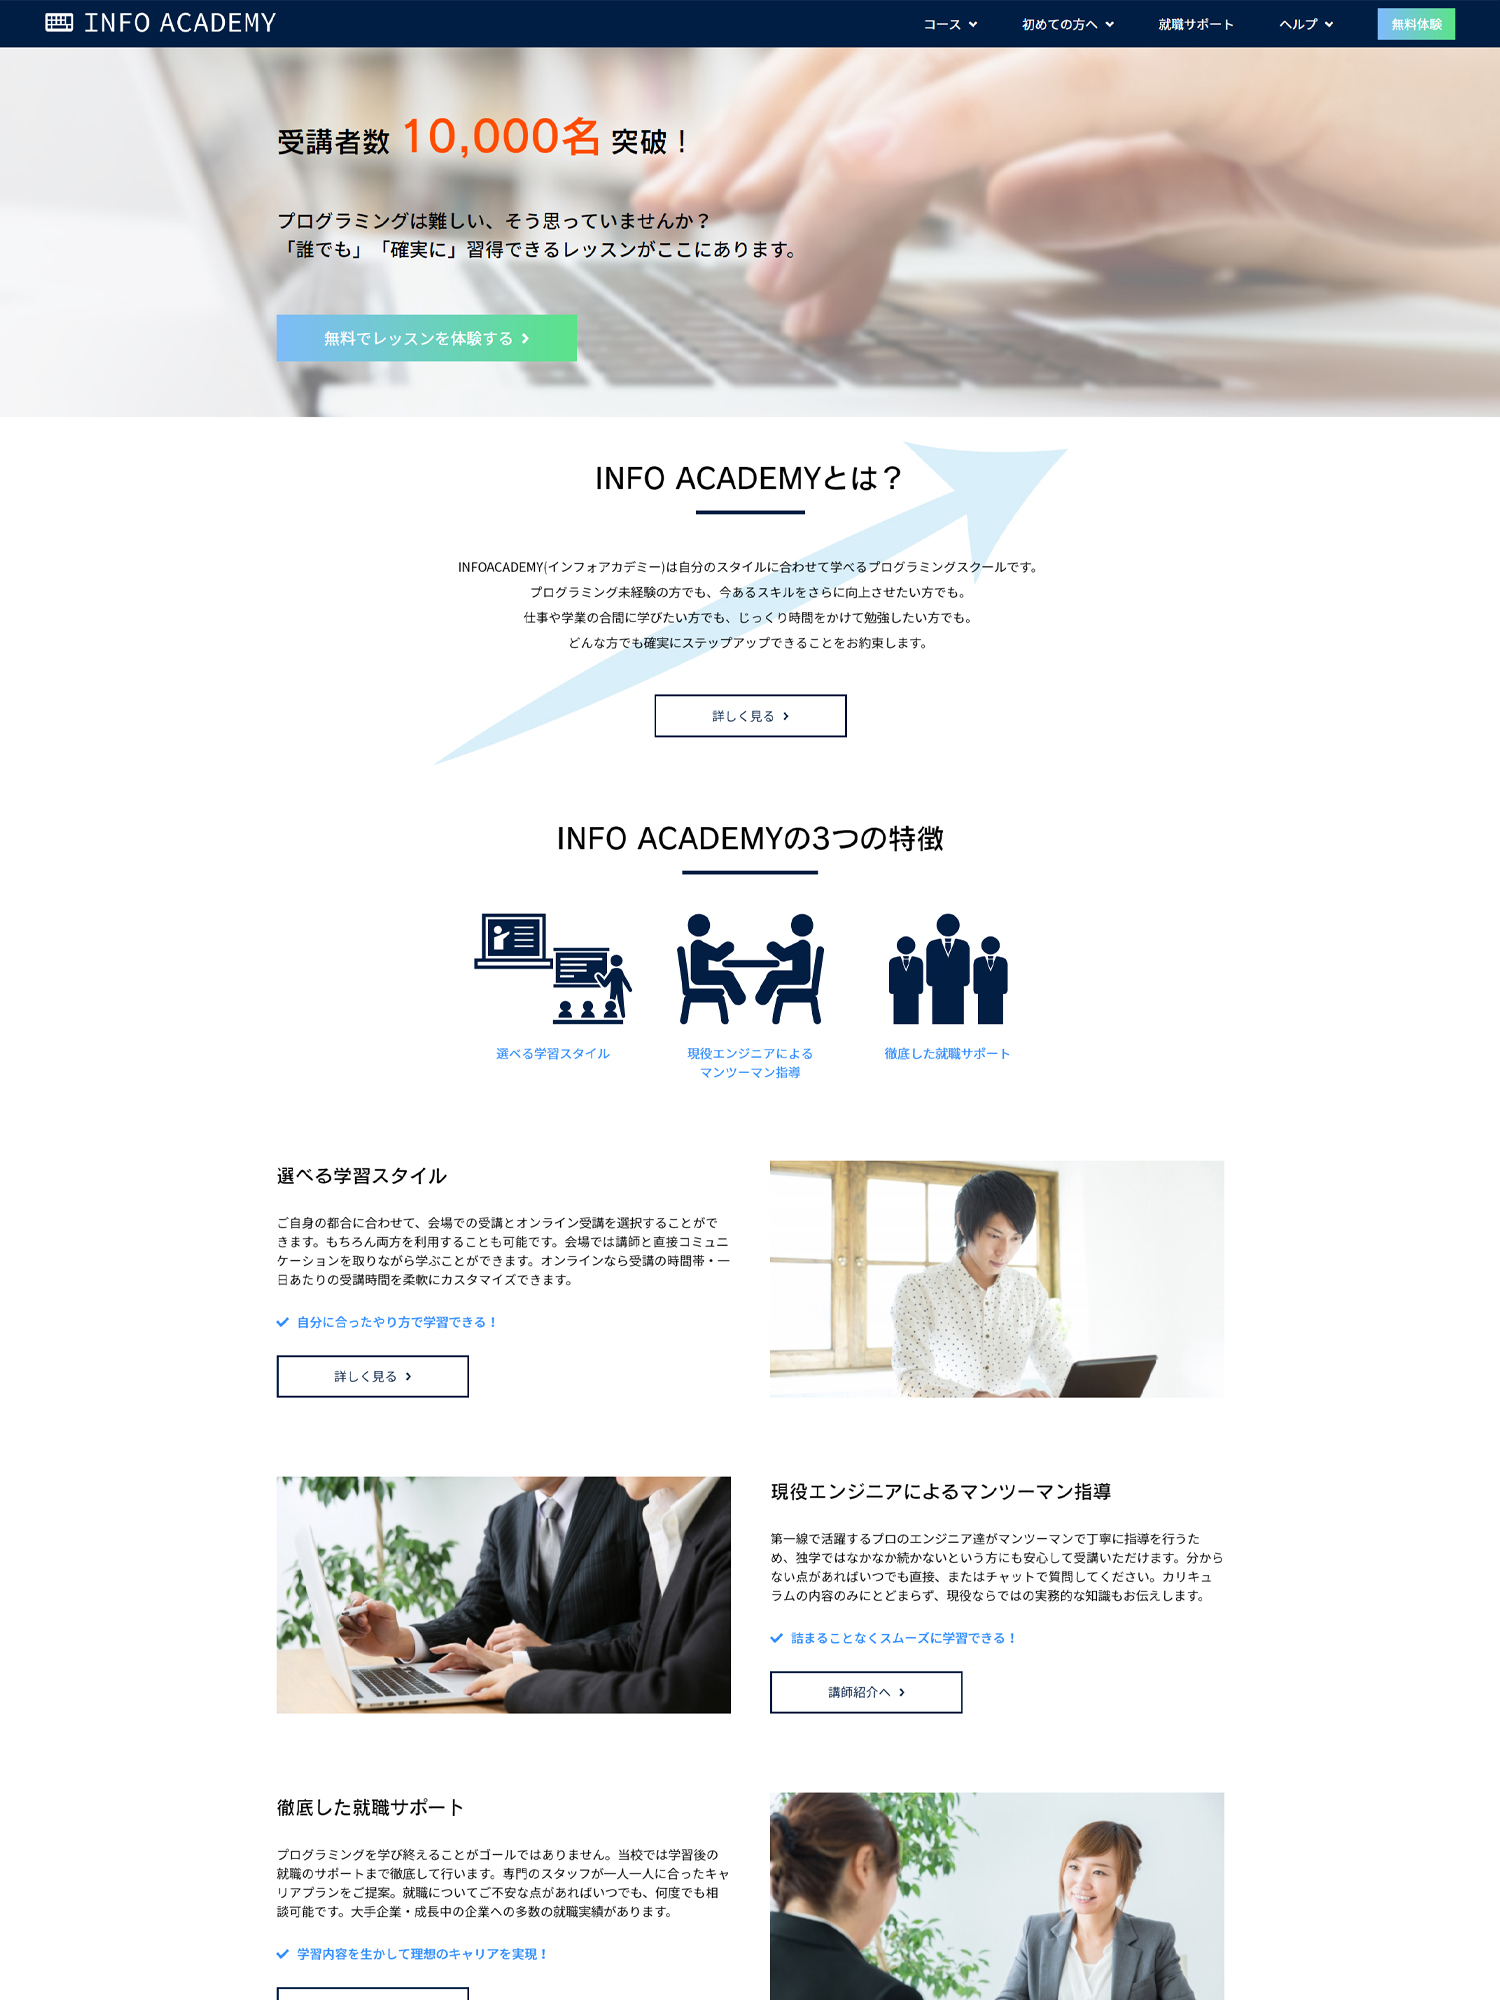 INFO ACADEMY
コース
初めての方へ
就職サポート
ヘルプ
無料体験
受講者数 10,000名 突破！
プログラミングは難しい、そう思っていませんか？
「誰でも」「確実に」習得できるレッスンがここにあります。
無料でレッスンを体験する
INFO ACADEMYとは？
INFOACADEMY(インフォアカデミー)は自分のスタイルに合わせて学べるプログラミングスクールです。
プログラミング未経験の方でも、今あるスキルをさらに向上させたい方でも。
仕事や学業の合間に学びたい方でも、じっくり時間をかけて勉強したい方でも。
どんな方でも確実にステップアップできることをお約束します。
詳しく見る
INFO ACADEMYの3つの特徴
選べる学習スタイル
現役エンジニアによる
マンツーマン指導
徹底した就職サポート
選べる学習スタイル
ご自身の都合に合わせて、会場での受講とオンライン受講を選択することがで
きます。もちろん両方を利用することも可能です。会場では講師と直接コミュニ
ケーションを取りながら学ぶことができます。オンラインなら受講の時間帯・一
日あたりの受講時間を柔軟にカスタマイズできます。
自分に合ったやり方で学習できる！
詳しく見る
現役エンジニアによるマンツーマン指導
第一線で活躍するプロのエンジニア達がマンツーマンで丁寧に指導を行うた
め、独学ではなかなか続かないという方にも安心して受講いただけます。分から
ない点があればいつでも直接、またはチャットで質問してください。カリキュ
ラムの内容のみにとどまらず、現役ならではの実務的な知識もお伝えします。
詰まることなくスムーズに学習できる！
講師紹介へ
徹底した就職サポート
プログラミングを学び終えることがゴールではありません。当校では学習後の
就職のサポートまで徹底して行います。専門のスタッフが一人一人に合ったキャ
リアプランをご提案。就職についてご不安な点があればいつでも、何度でも相
談可能です。大手企業・成長中の企業への多数の就職実績があります。
学習内容を生かして理想のキャリアを実現！